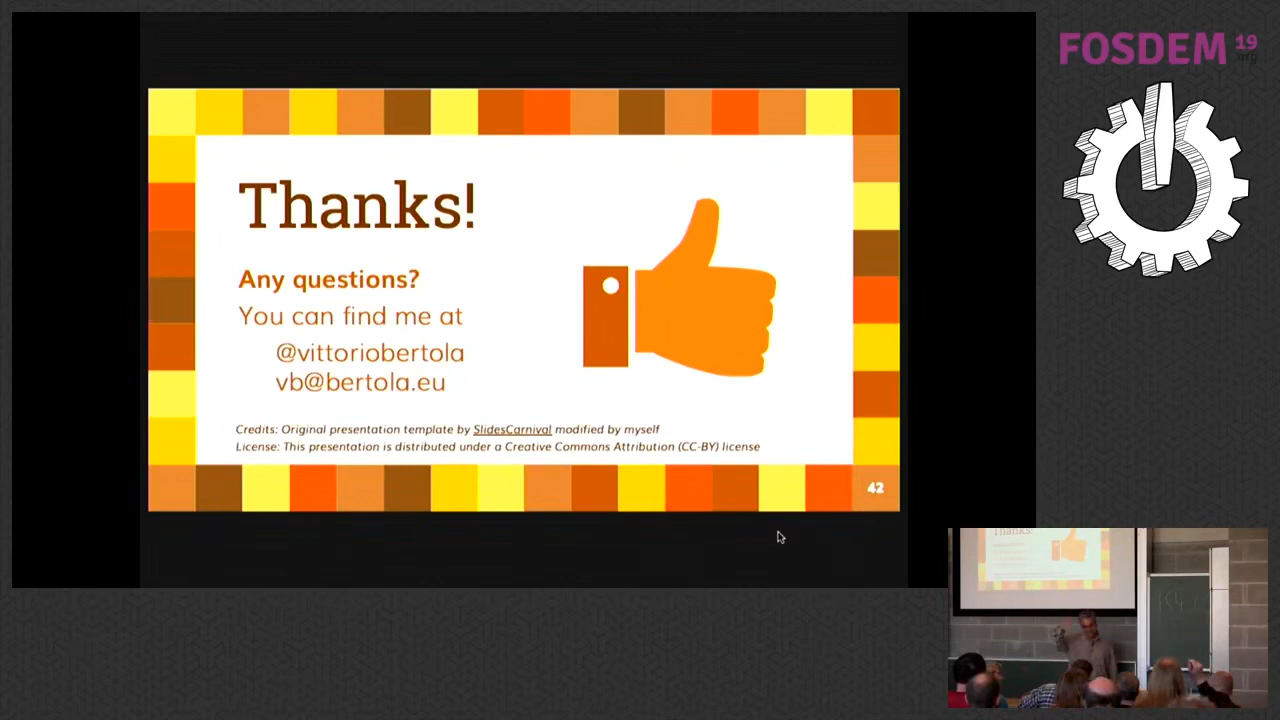 FOSDEM 19
.org
Thanks!
Any questions?
You can find me at
@vittoriobertola
vb@bertola.eu
Credits: Original presentation template by SlidesCarnival modified by myself
License: This presentation is distributed under a Creative Commons Attribution (CC-BY) license
42
Thanks!